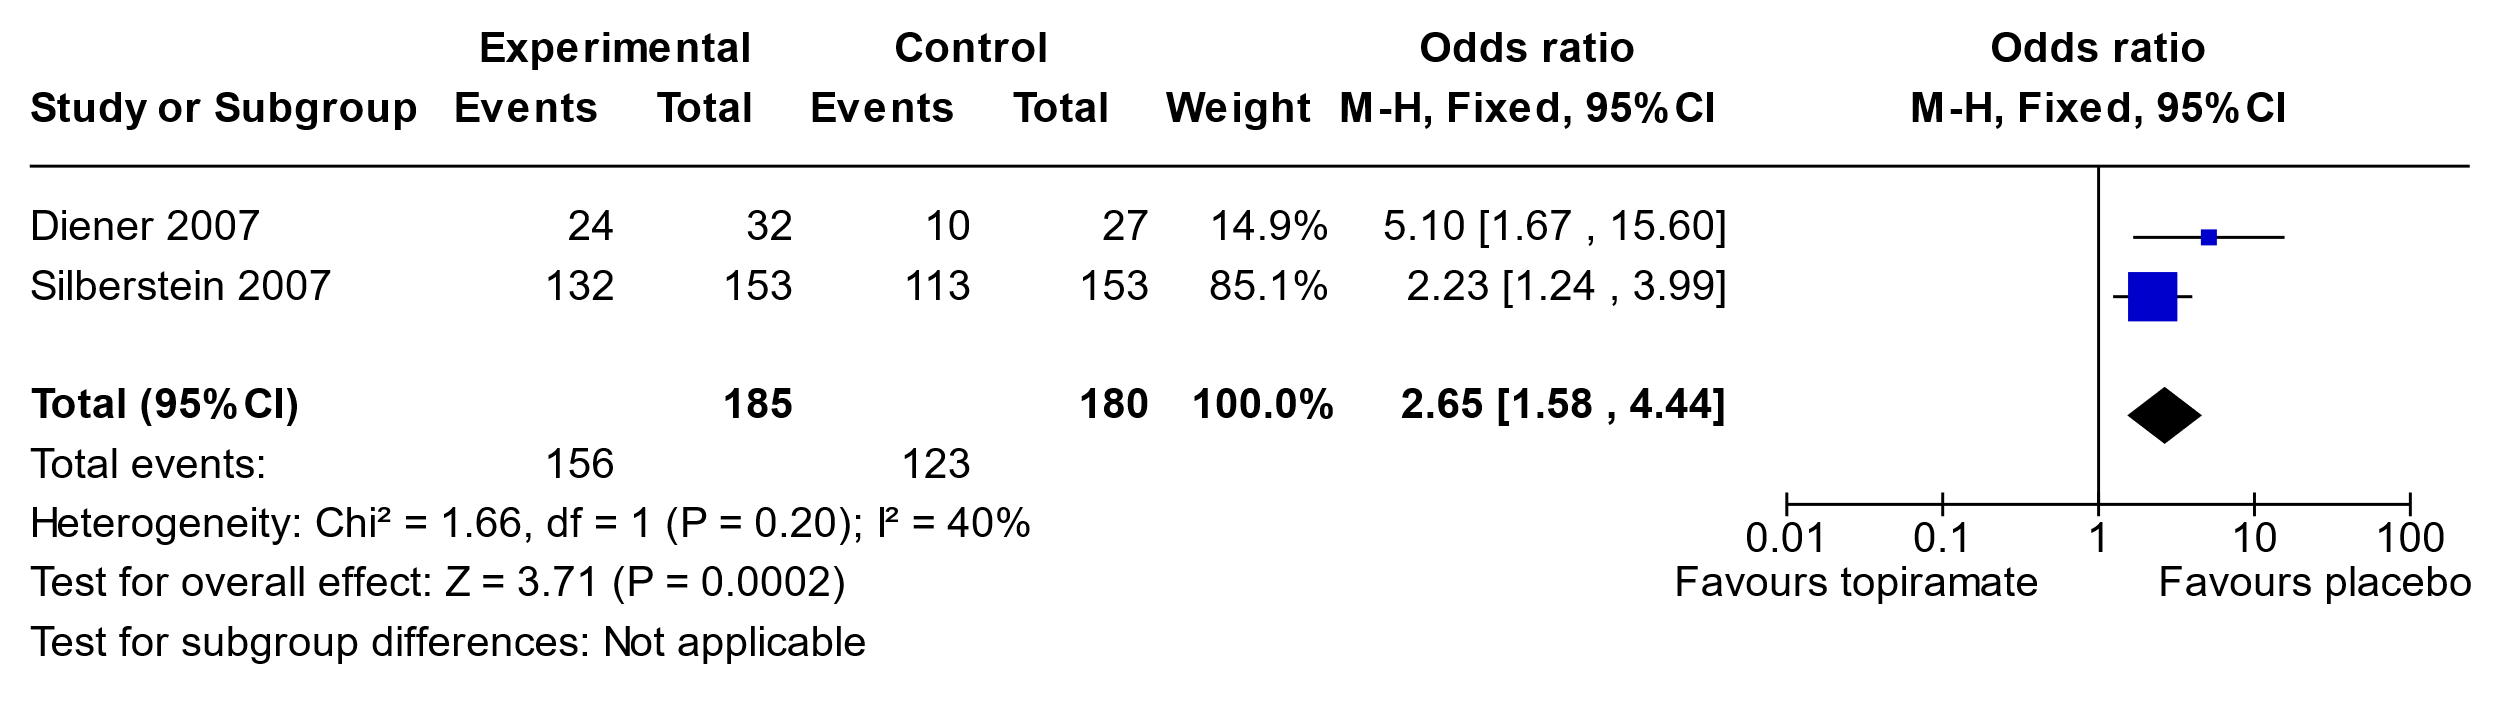 Experimental Control Odds ratio Odds ratio
Study or Subgroup Events Total Events Total Weight M-H, Fixed, 95% CI M-H, Fixed, 95% CI
Diener 2007 24 32 10 27 14.9% 5.10 [1.67 , 15.60]
Silberstein 2007 132 153 113 153 85.1% 2.23 [1.24 , 3.99]
Total (95% CI) 185 180 100.0% 2.65 [1.58 , 4.44]
Total events: 156 123
Heterogeneity: Chi² = 1.66, df = 1 (P = 0.20); I² = 40%
0.01 0.1 1 10 100
Test for overall effect: Z = 3.71 (P = 0.0002) Favours topiramate Favours placebo
Test for subgroup differences: Not applicable